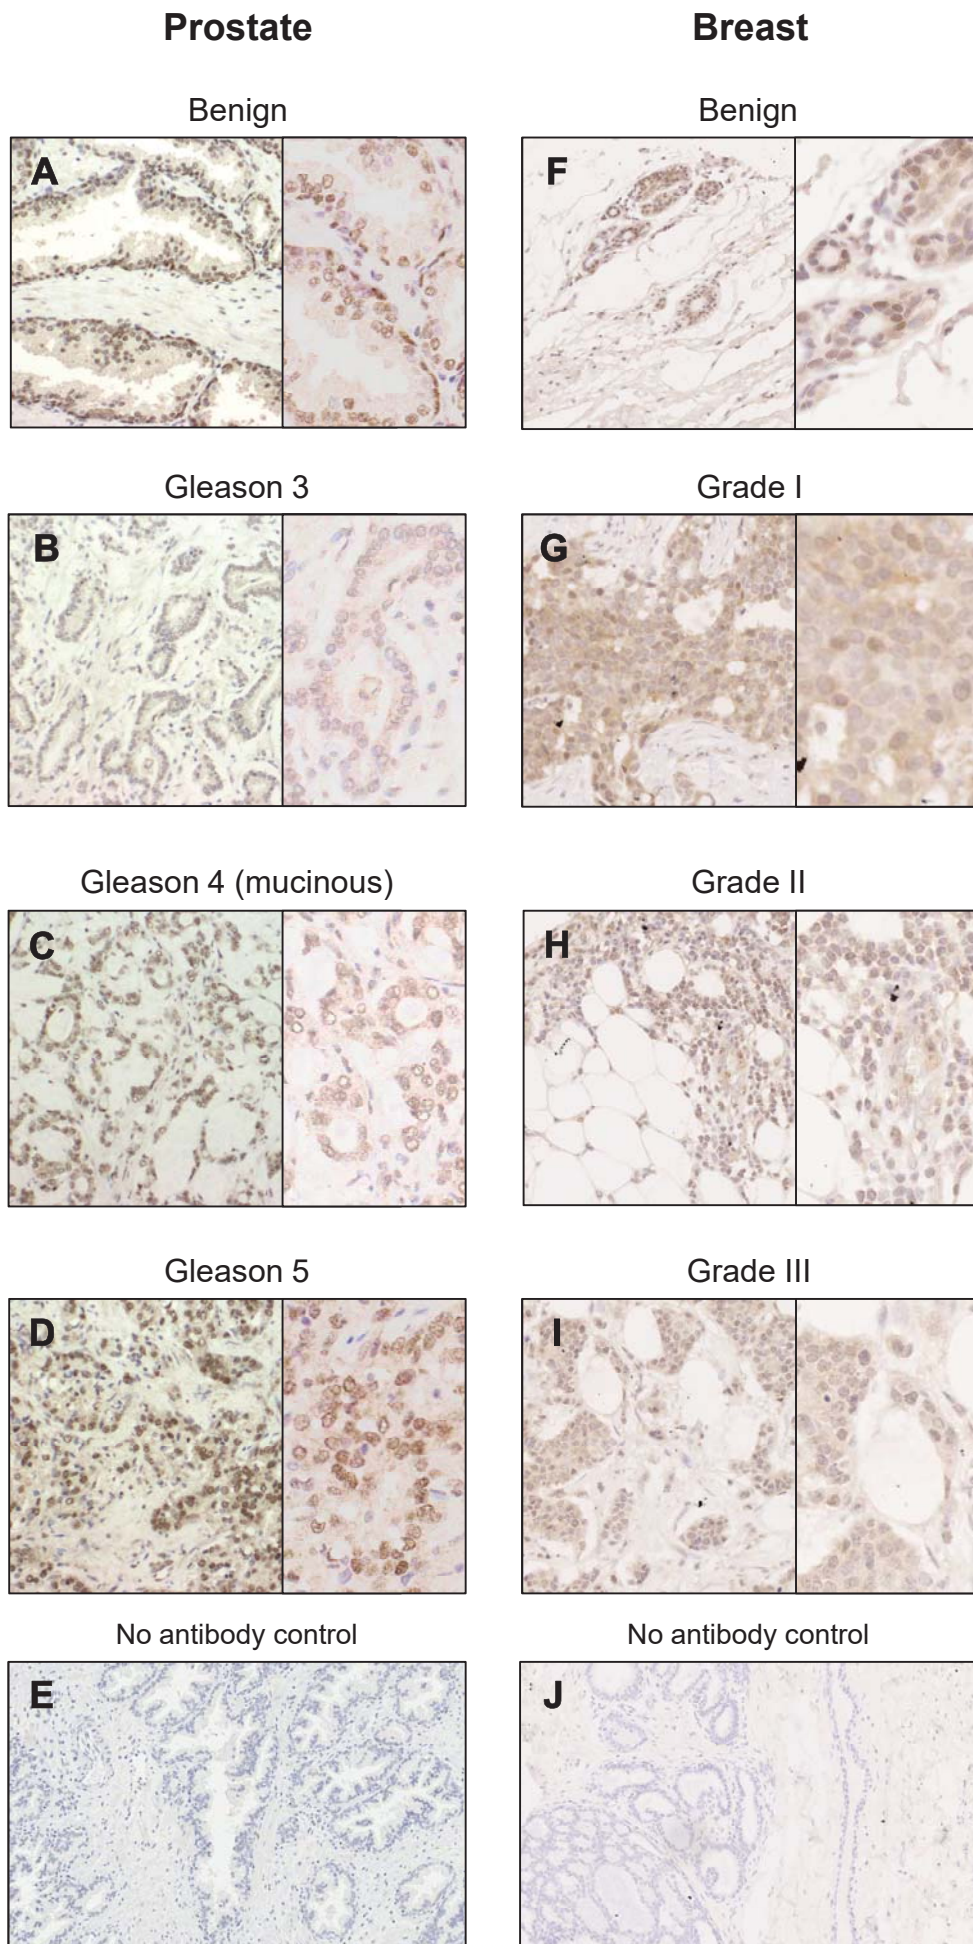 Prostate
Breast
Benign
Benign
A
F
Gleason 3
Grade I
B
G
Gleason 4 (mucinous)
Grade II
C
H
Gleason 5
Grade III
D
I
No antibody control
No antibody control
E
J